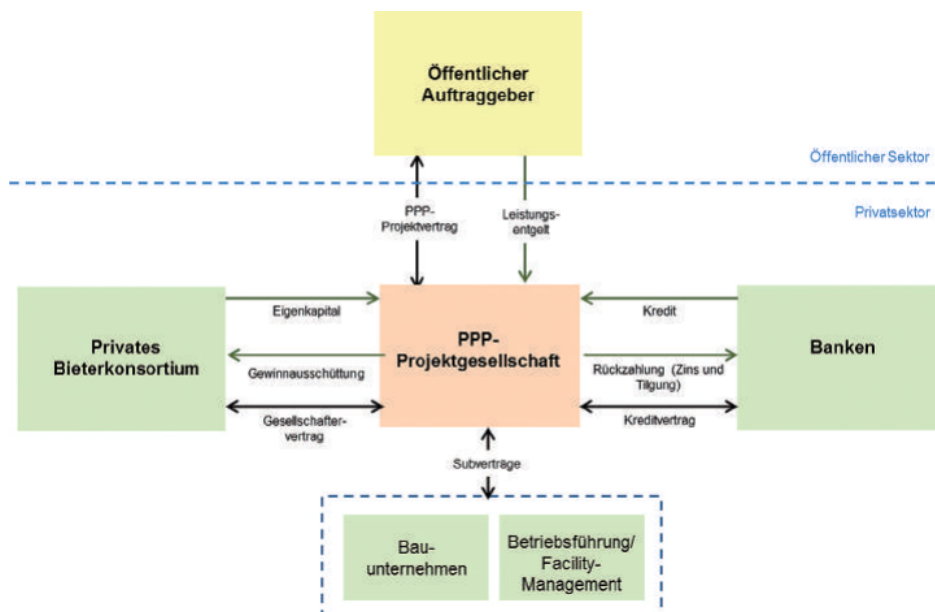 Öffentlicher
Auftraggeber
Öffentlicher Sektor
Privatsektor
PPP-
Projektvertrag
Leistungs-
entgelt
Privates
Bieterkonsortium
Eigenkapital
Gewinnausschüttung
Gesellschafter-
vertrag
PPP-
Projektgesellschaft
Kredit
Rückzahlung (Zins und
Tilgung)
Kreditvertrag
Banken
Subverträge
Bau-
unternehmen
Betriebsführung/
Facility-
Management